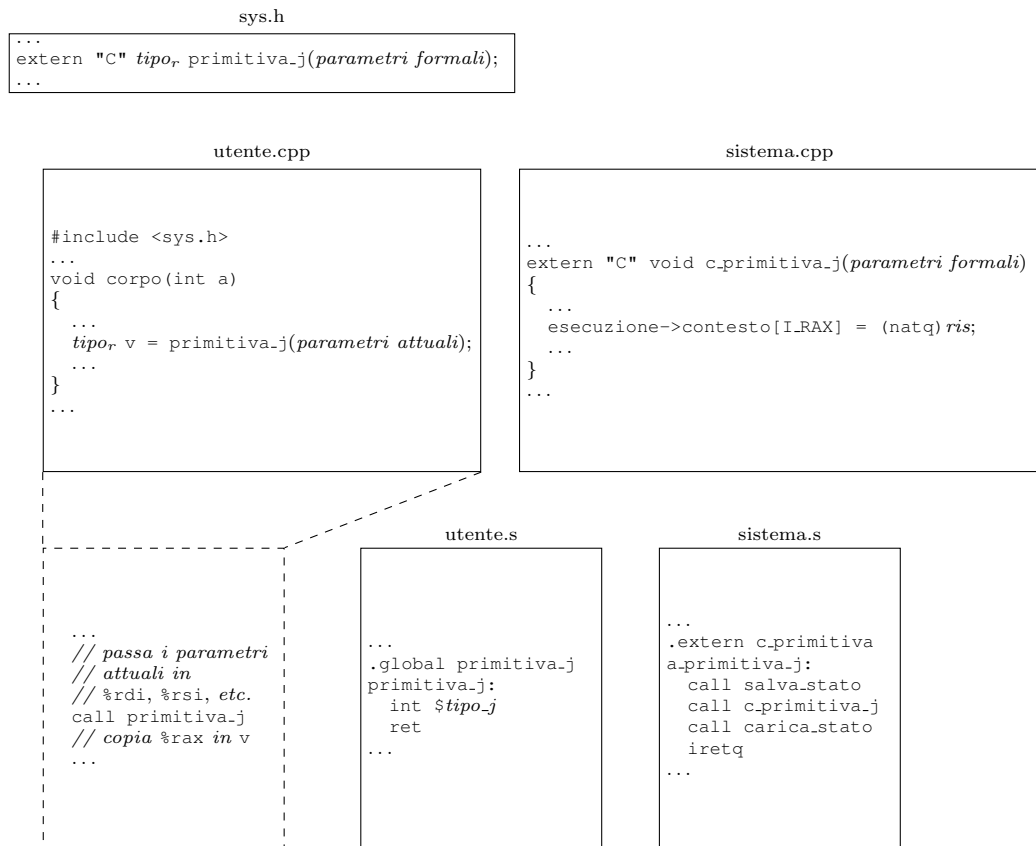 sys.h
...
extern "C" tipo_r primitiva_j(parametri formali);
...
utente.cpp
#include <sys.h>
...
void corpo(int a)
{
...
tipo_r v = primitiva_j(parametri attuali);
...
}
...
sistema.cpp
...
extern "C" void c_primitiva_j(parametri formali)
{
...
esecuzione->contesto[I_RAX] = (natq)ris;
...
}
...
...
// passa i parametri
// attuali in
// %rdi, %rsi, etc.
call primitiva_j
// copia %rax in v
...
utente.s
...
.global primitiva_j
primitiva_j:
int $tipo_j
ret
...
sistema.s
...
.extern c_primitiva
a_primitiva_j:
call salva_stato
call c_primitiva_j
call carica_stato
iretq
...